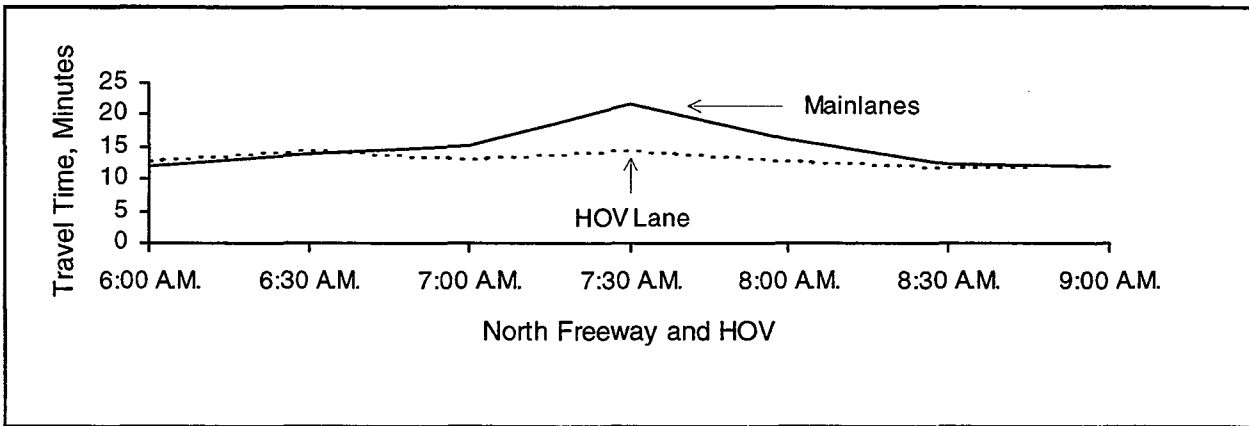 Travel Time, Minutes
25
20
15
10
5
0
Mainlanes
HOV Lane
6:00 A.M. 6:30 A.M. 7:00 A.M. 7:30 A.M. 8:00 A.M. 8:30 A.M. 9:00 A.M.
North Freeway and HOV